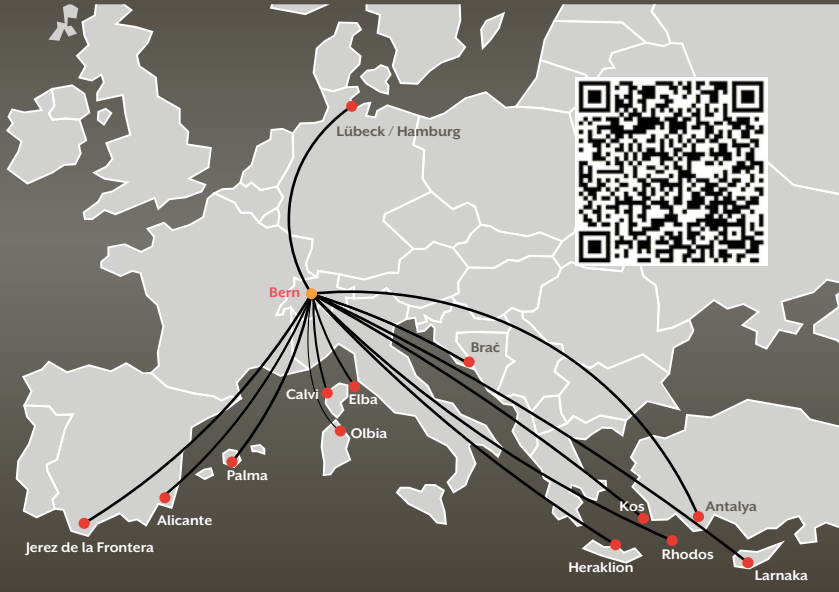 Lübeck / Hamburg
Bern
Brač
Calvi
Elba
Olbia
Palma
Alicante
Jerez de la Frontera
Kos
Antalya
Rhodos
Heraklion
Larnaka